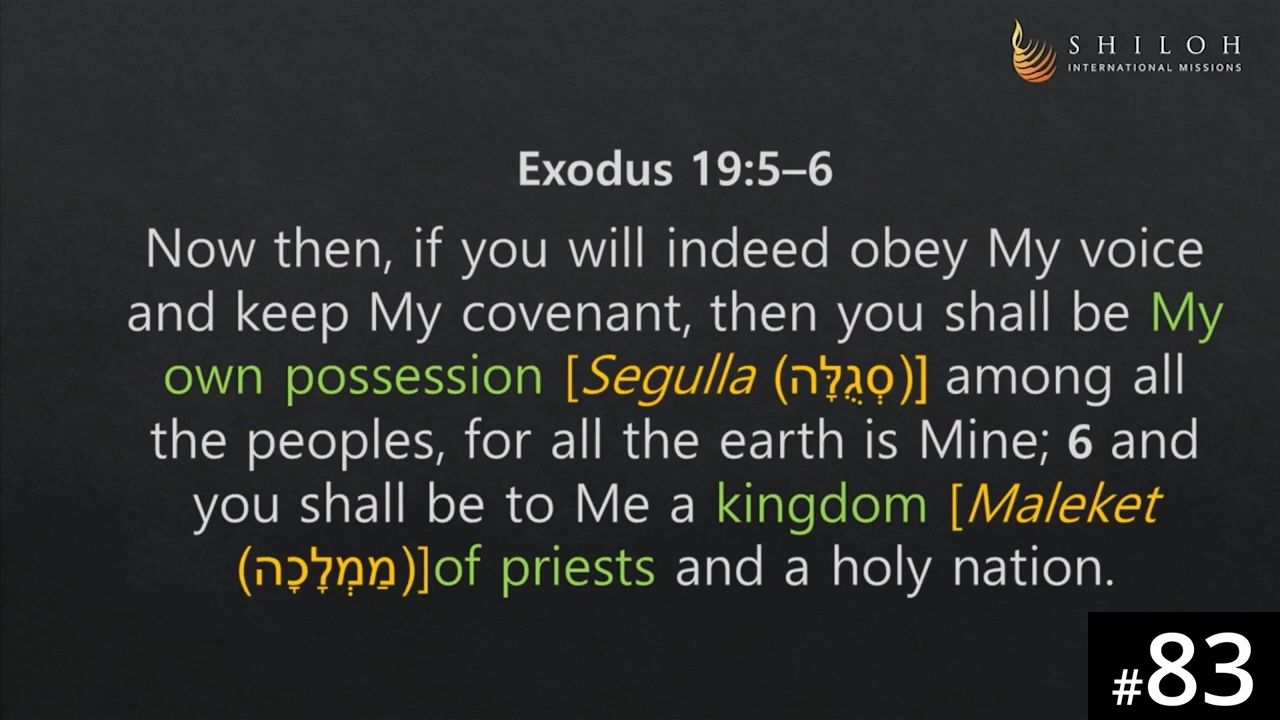 SHILOH
INTERNATIONAL MISSIONS
Exodus 19:5–6
Now then, if you will indeed obey My voice
and keep My covenant, then you shall be My
own possession [Segulla (סְגֻלָּה)] among all
the peoples, for all the earth is Mine; 6 and
you shall be to Me a kingdom [Maleket
(מַמְלָכָה)]of priests and a holy nation.
#83